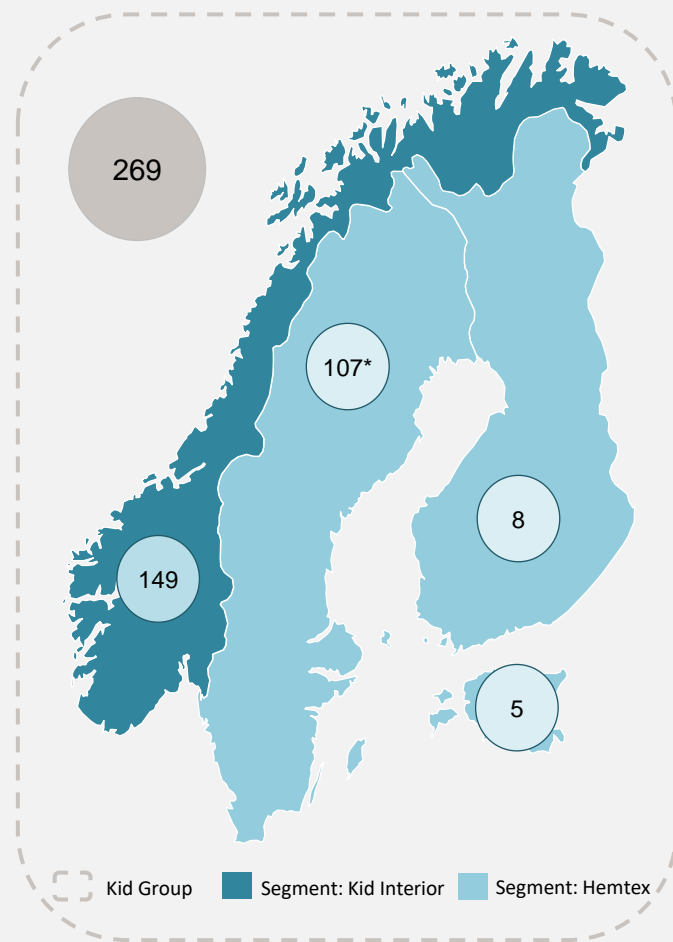 269
107*
8
149
5
Kid Group
Segment: Kid Interior
Segment: Hemtex